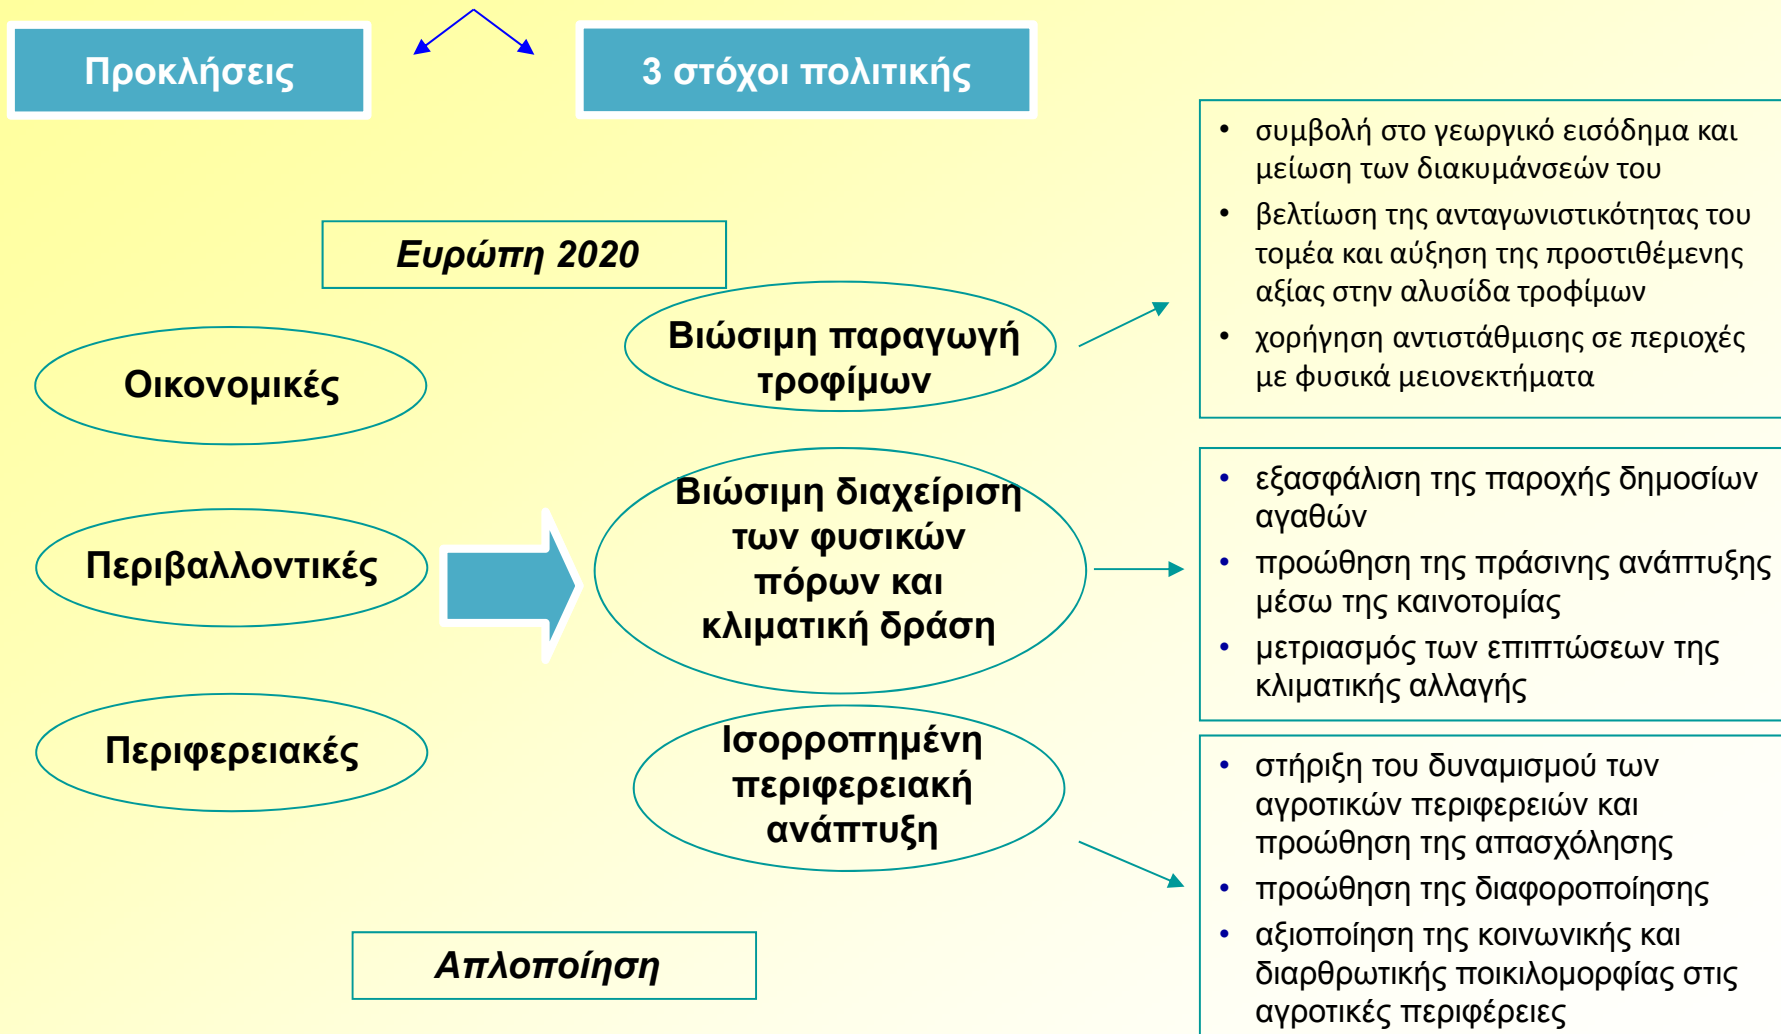 Προκλήσεις
3 στόχοι πολιτικής
Ευρώπη 2020
Οικονομικές
Περιβαλλοντικές
Περιφερειακές
Βιώσιμη παραγωγή
τροφίμων
Βιώσιμη διαχείριση
των φυσικών
πόρων και
κλιματική δράση
Ισορροπημένη
περιφερειακή
ανάπτυξη
• συμβολή στο γεωργικό εισόδημα και
μείωση των διακυμάνσεών του
• βελτίωση της ανταγωνιστικότητας του
τομέα και αύξηση της προστιθέμενης
αξίας στην αλυσίδα τροφίμων
• χορήγηση αντιστάθμισης σε περιοχές
με φυσικά μειονεκτήματα
• εξασφάλιση της παροχής δημοσίων
αγαθών
• προώθηση της πράσινης ανάπτυξης
μέσω της καινοτομίας
• μετριασμός των επιπτώσεων της
κλιματικής αλλαγής
• στήριξη του δυναμισμού των
αγροτικών περιφερειών και
προώθηση της απασχόλησης
• προώθηση της διαφοροποίησης
• αξιοποίηση της κοινωνικής και
διαρθρωτικής ποικιλομορφίας στις
αγροτικές περιφέρειες
Απλοποίηση